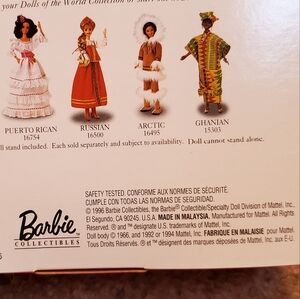 your Dolls of the World Collection or start
PUERTO RICAN
16754
RUSSIAN
16500
ARCTIC
16495
GHANIAN
15303
ll stand included. Each sold separately and subject to availability. Doll cannot stand alone.
SAFETY TESTED. CONFORME AUX NORMES DE SÉCURITÉ.
CUMPLE CON TODAS LAS NORMAS DE SEGURIDAD.
© 1996 Barbie Collectibles, the Barbie® Collectible/Specialty Doll Division of Mattel, Inc.,
El Segundo, CA 90245. U.S.A. MADE IN MALAYSIA. Manufactured for Mattel. All Rights
Reserved. ® and ™ designate U.S. trademarks of Mattel, Inc.
Doll body © 1966, and 1992 or 1994 Mattel, Inc. FABRIQUÉ EN MALAISIE pour Mattel.
Tous Droits Réservés. ® et ™ désignent des marques déposées de Mattel, Inc. aux É-U.
Barbie
COLLECTIBLES